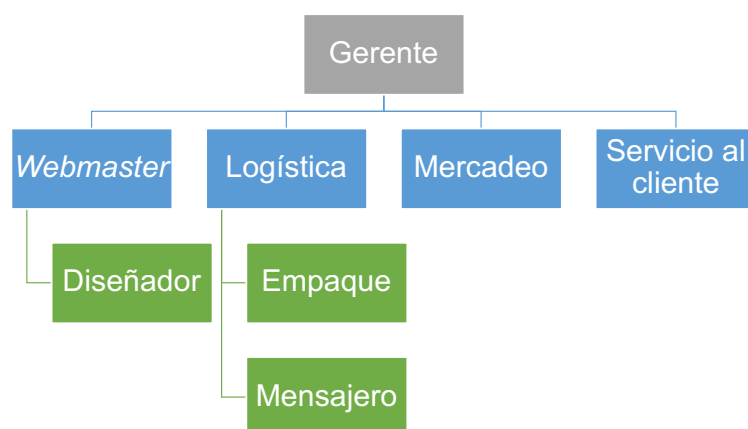 Gerente
Webmaster
Logística
Mercadeo
Servicio al
cliente
Diseñador
Empaque
Mensajero